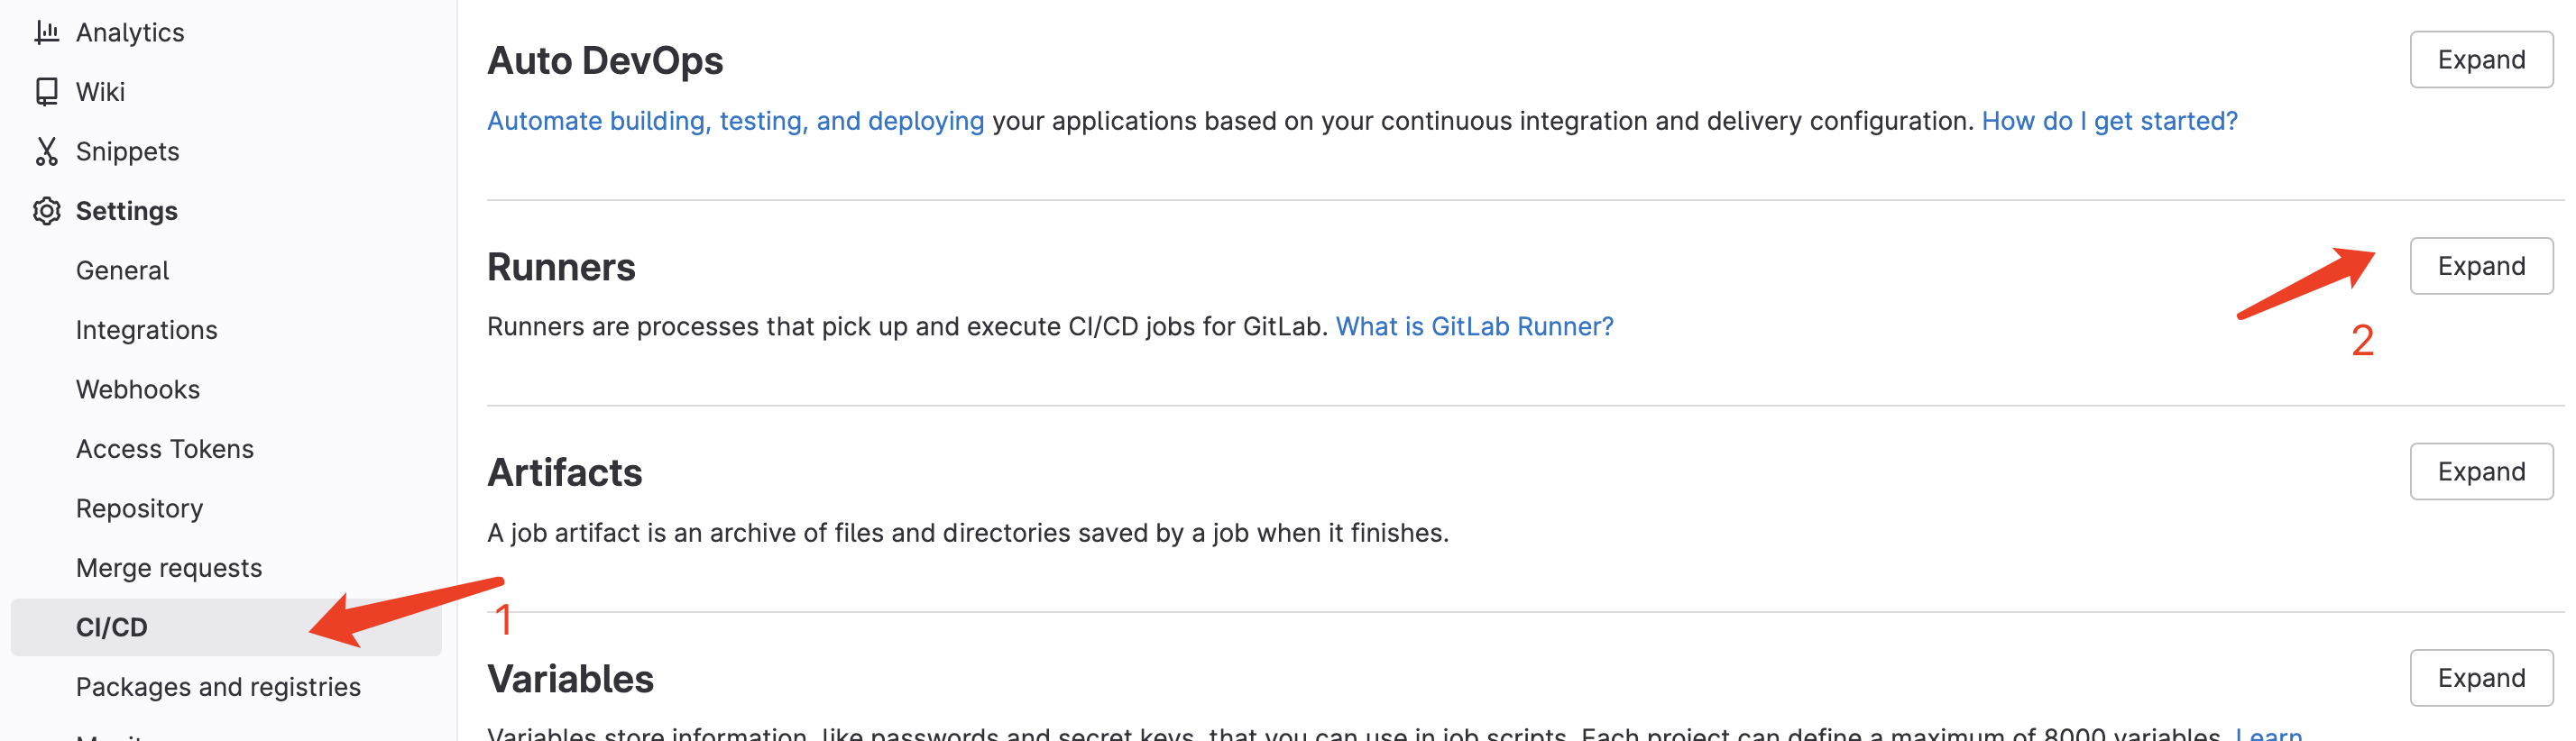 Analytics
Wiki
Snippets
Settings
General
Integrations
Webhooks
Access Tokens
Repository
Merge requests
CI/CD
Packages and registries
Auto DevOps
Expand
Automate building, testing, and deploying your applications based on your continuous integration and delivery configuration. How do I get started?
Runners
Expand
Runners are processes that pick up and execute CI/CD jobs for GitLab. What is GitLab Runner?
2
Artifacts
Expand
A job artifact is an archive of files and directories saved by a job when it finishes.
1
Variables
Expand
Variables store information, like passwords and secret keys, that you can use in job scripts. Each project can define a maximum of 8000 variables. Learn